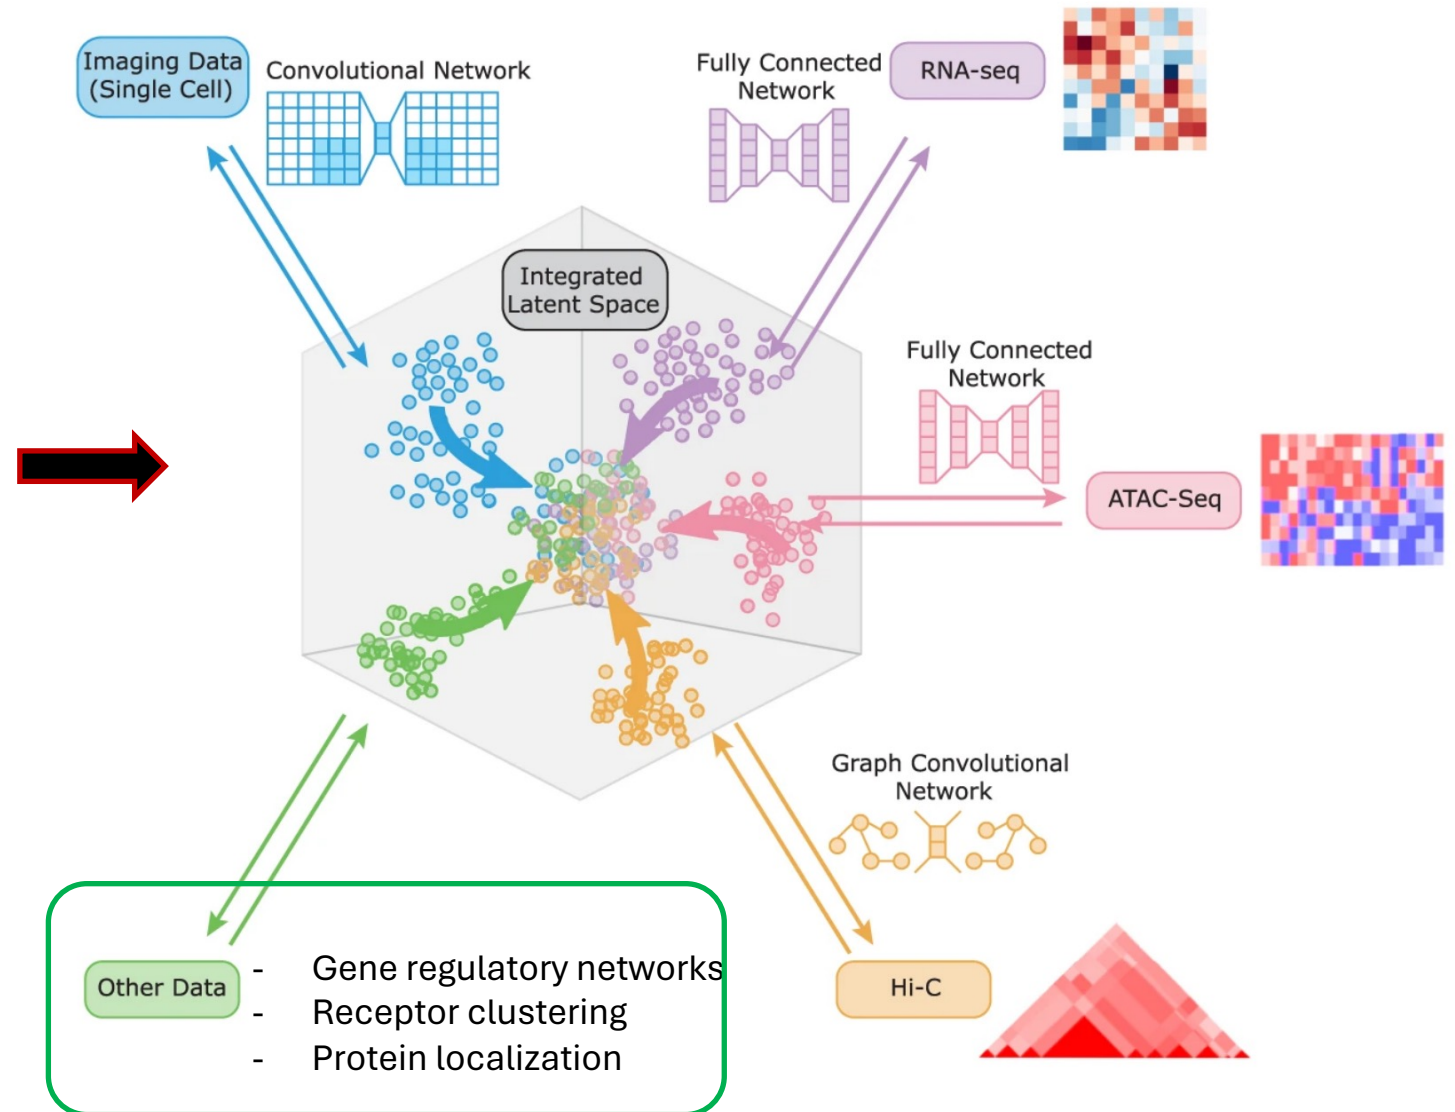 Imaging Data
(Single Cell)
Convolutional Network
Fully Connected
Network
RNA-seq
Integrated
Latent Space
Fully Connected
Network
ATAC-Seq
Graph Convolutional
Network
Other Data
- Gene regulatory networks
- Receptor clustering
- Protein localization
Hi-C